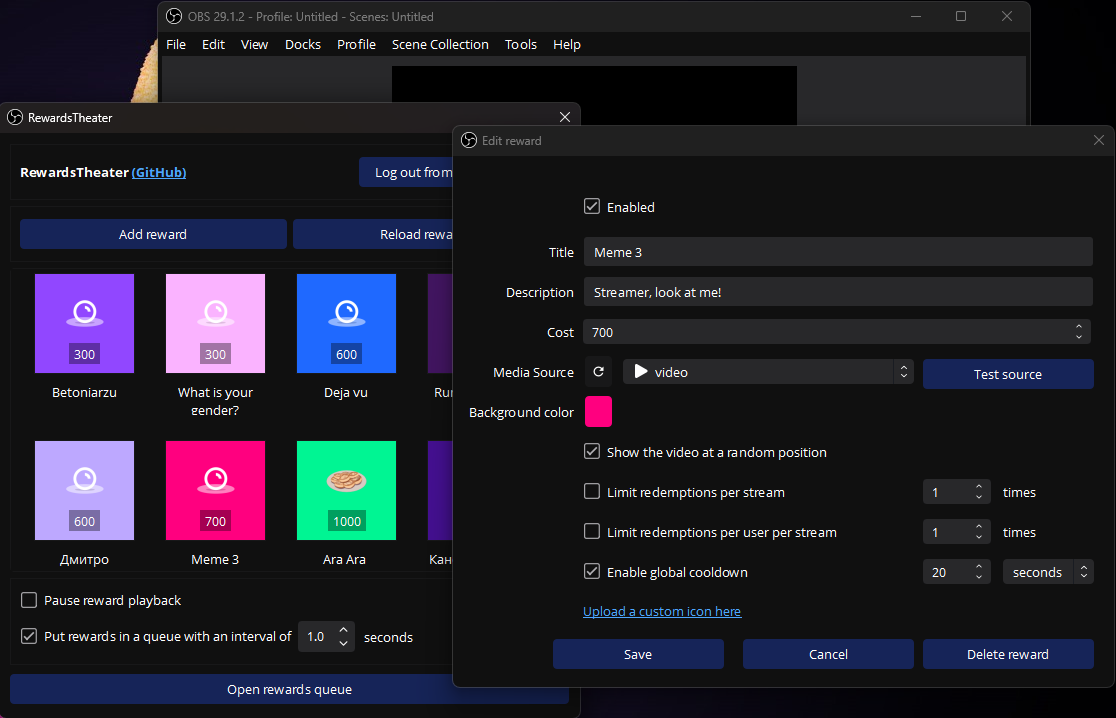 OBS 29.1.2 - Profile: Untitled - Scenes: Untitled
File Edit View Docks Profile Scene Collection Tools Help
RewardsTheater
RewardsTheater (GitHub)
Log out from
Add reward
Reload rewa
300
Betoniarzu
300
What is your
gender?
600
Deja vu
600
Дмитро
700
Meme 3
1000
Ara Ara
Кан
Pause reward playback
Put rewards in a queue with an interval of 1.0 seconds
Open rewards queue
Edit reward
Enabled
Title Meme 3
Description Streamer, look at me!
Cost 700
Media Source video Test source
Background color
Show the video at a random position
Limit redemptions per stream 1 times
Limit redemptions per user per stream 1 times
Enable global cooldown 20 seconds
Upload a custom icon here
Save Cancel Delete reward